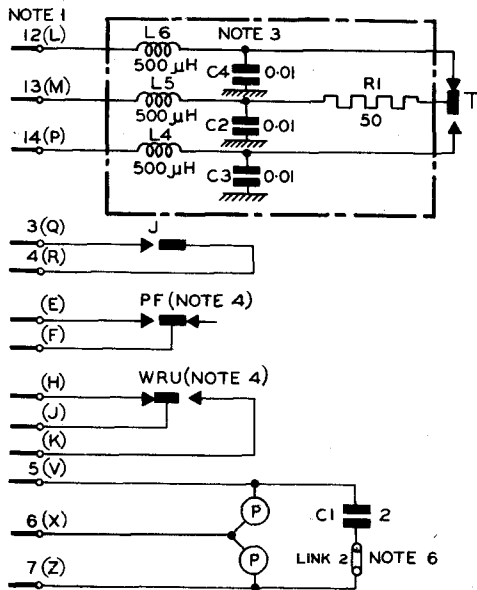 NOTE 1
12(L)
L6
NOTE 3
500 μH
C4
0·01
13(M)
L5
R1
T
500 μH
C2
0·01
50
14(P)
L4
500 μH
C3
0·01
3(Q)
J
4(R)
(E)
PF(NOTE 4)
(F)
(H)
WRU(NOTE 4)
(J)
(K)
5(V)
P
C1
2
6(X)
P
LINK 2
NOTE 6
7(Z)